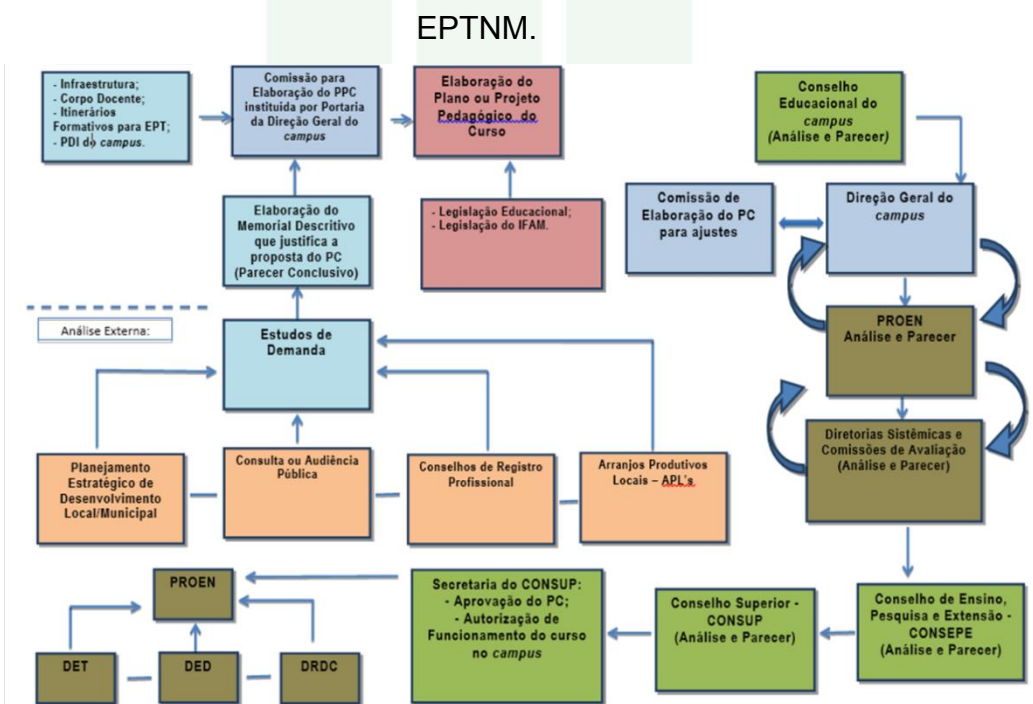 EPTNM.
- Infraestrutura;
- Corpo Docente;
- Itinerários
Formativos para EPT;
- PDI do campus.
Comissão para
Elaboração do PPC
instituída por Portaria
da Direção Geral do
campus
Elaboração do
Plano ou Projeto
Pedagógico do
Curso
Conselho
Educacional do
campus
(Análise e Parecer)
Elaboração do
Memorial Descritivo
que justifica a
proposta do PC
(Parecer Conclusivo)
- Legislação Educacional;
- Legislação do IFAM.
Comissão de
Elaboração do PC
para ajustes
Direção Geral do
campus
Análise Externa:
Estudos de
Demanda
PROEN
Análise e Parecer
Planejamento
Estratégico de
Desenvolvimento
Local/Municipal
Consulta ou Audiência
Pública
Conselhos de Registro
Profissional
Arranjos Produtivos
Locais – APL's
Diretorias Sistêmicas e
Comissões de Avaliação
(Análise e Parecer)
PROEN
DET
DED
DRDC
Secretaria do CONSUP:
- Aprovação do PC;
- Autorização de
Funcionamento do curso
no campus
Conselho Superior -
CONSUP
(Análise e Parecer)
Conselho de Ensino,
Pesquisa e Extensão -
CONSEPE
(Análise e Parecer)